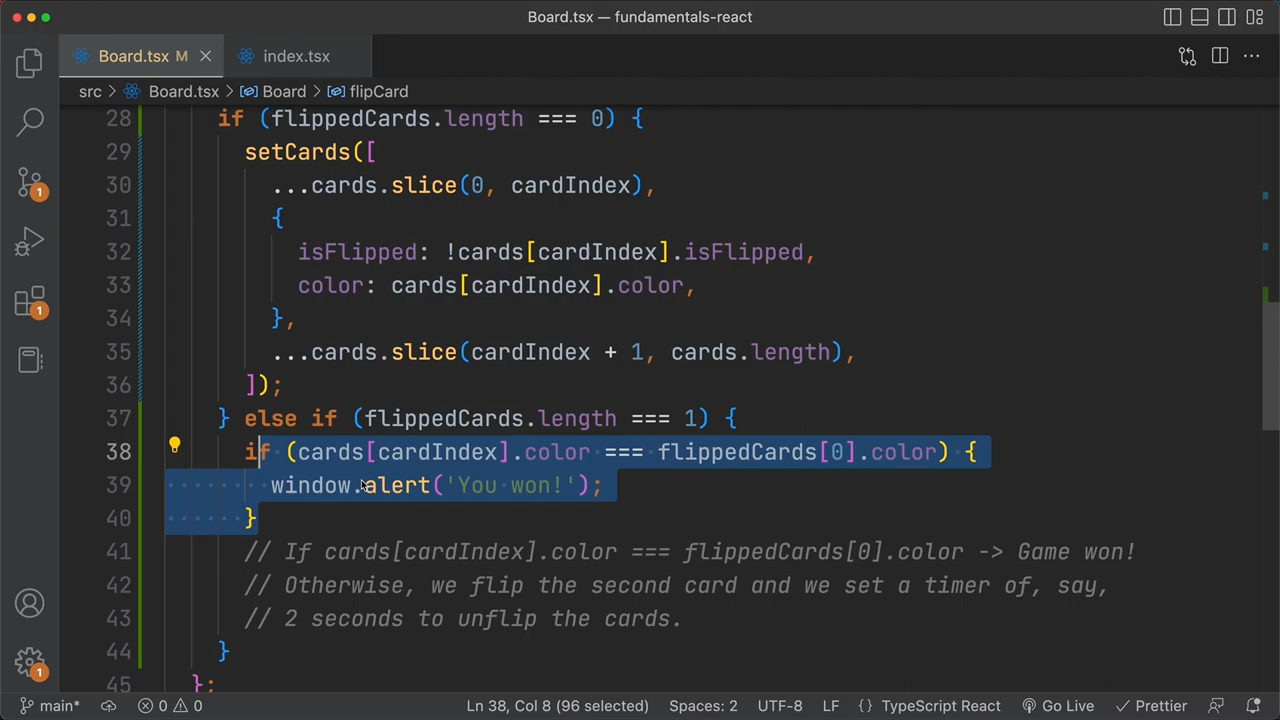 Board.tsx — fundamentals-react
Board.tsx M
index.tsx
src > Board.tsx > Board > flipCard
28 if (flippedCards.length === 0) {
29 setCards([
30 ...cards.slice(0, cardIndex),
31 {
32 isFlipped: !cards[cardIndex].isFlipped,
33 color: cards[cardIndex].color,
34 },
35 ...cards.slice(cardIndex + 1, cards.length),
36 ]);
37 } else if (flippedCards.length === 1) {
38 if (cards[cardIndex].color === flippedCards[0].color) {
39 window.alert('You won!');
40 }
41 // If cards[cardIndex].color === flippedCards[0].color -> Game won!
42 // Otherwise, we flip the second card and we set a timer of, say,
43 // 2 seconds to unflip the cards.
44 }
45 };
1
1
1
main* 0 0 Ln 38, Col 8 (96 selected) Spaces: 2 UTF-8 LF {} TypeScript React Go Live Prettier